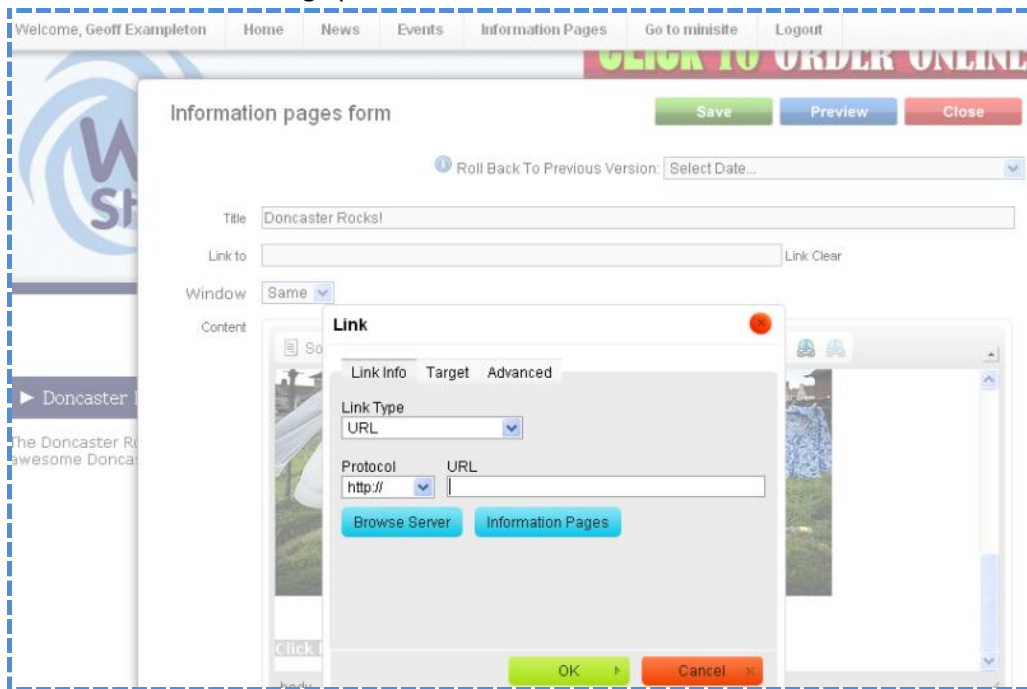 Welcome, Geoff Exampleton Home News Events Information Pages Go to minisite Logout
CLICK TO ORDER ONLINE
Information pages form Save Preview Close
Roll Back To Previous Version: Select Date...
Title Doncaster Rocks!
Link to Link Clear
Window Same
Content
Link
Link Info Target Advanced
Link Type
URL
Protocol URL
http://
Browse Server Information Pages
► Doncaster
The Doncaster
awesome
Click
OK Cancel
body